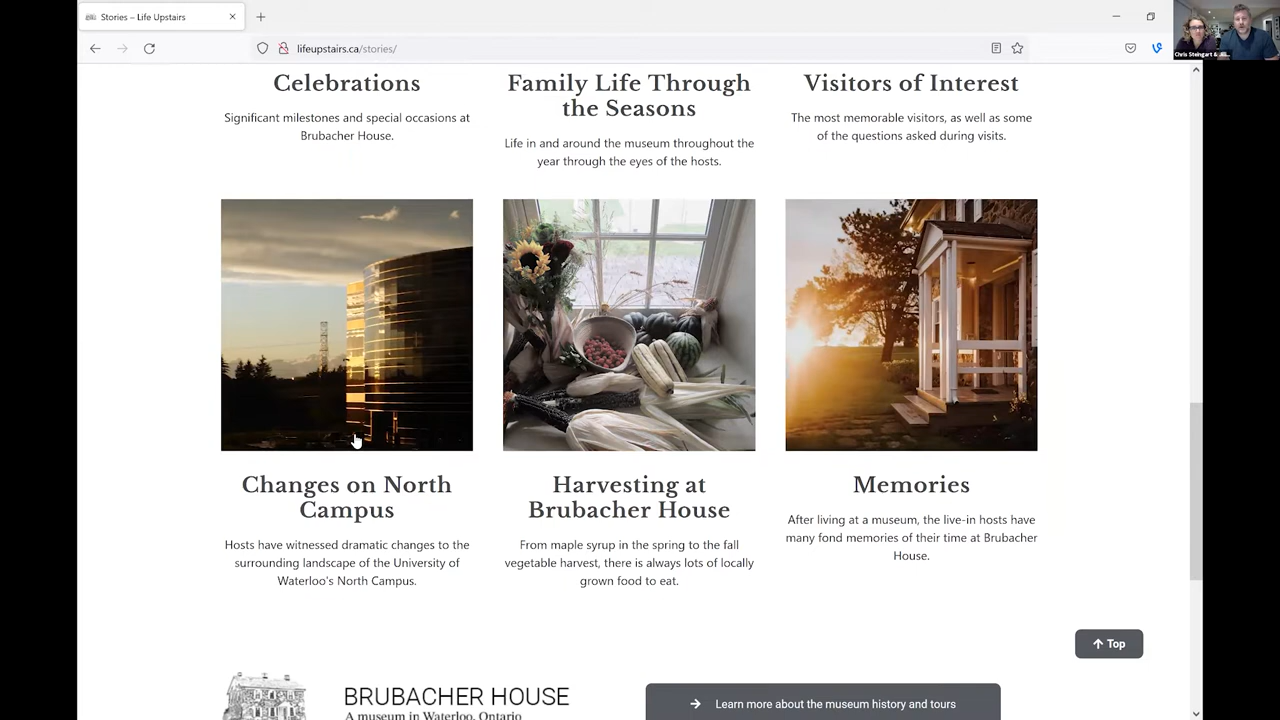 Stories – Life Upstairs
lifeupstairs.ca/stories/
Chris Steingart &
Celebrations
Significant milestones and special occasions at
Brubacher House.
Family Life Through
the Seasons
Life in and around the museum throughout the
year through the eyes of the hosts.
Visitors of Interest
The most memorable visitors, as well as some
of the questions asked during visits.
Changes on North
Campus
Hosts have witnessed dramatic changes to the
surrounding landscape of the University of
Waterloo's North Campus.
Harvesting at
Brubacher House
From maple syrup in the spring to the fall
vegetable harvest, there is always lots of locally
grown food to eat.
Memories
After living at a museum, the live-in hosts have
many fond memories of their time at Brubacher
House.
Top
BRUBACHER HOUSE
A museum in Waterloo, Ontario
Learn more about the museum history and tours